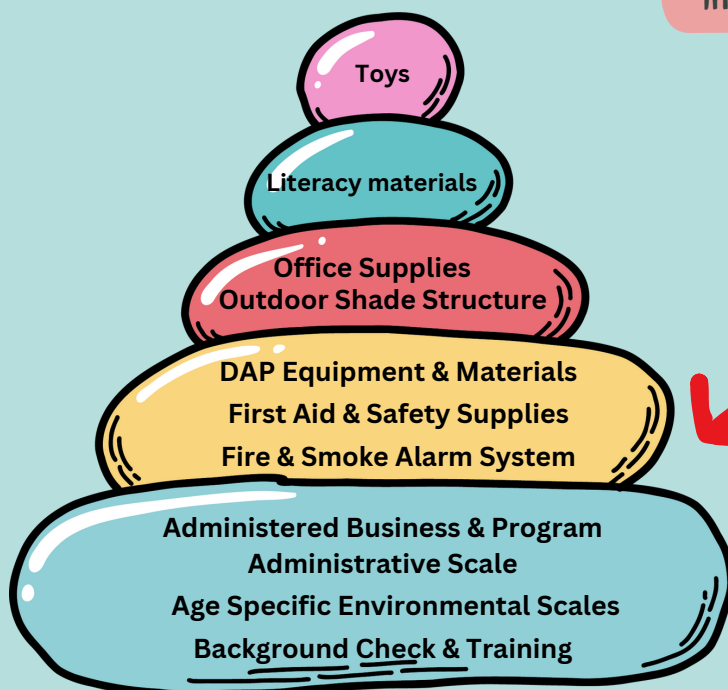 Toys
Literacy materials
Office Supplies
Outdoor Shade Structure
DAP Equipment & Materials
First Aid & Safety Supplies
Fire & Smoke Alarm System
Administered Business & Program
Administrative Scale
Age Specific Environmental Scales
Background Check & Training